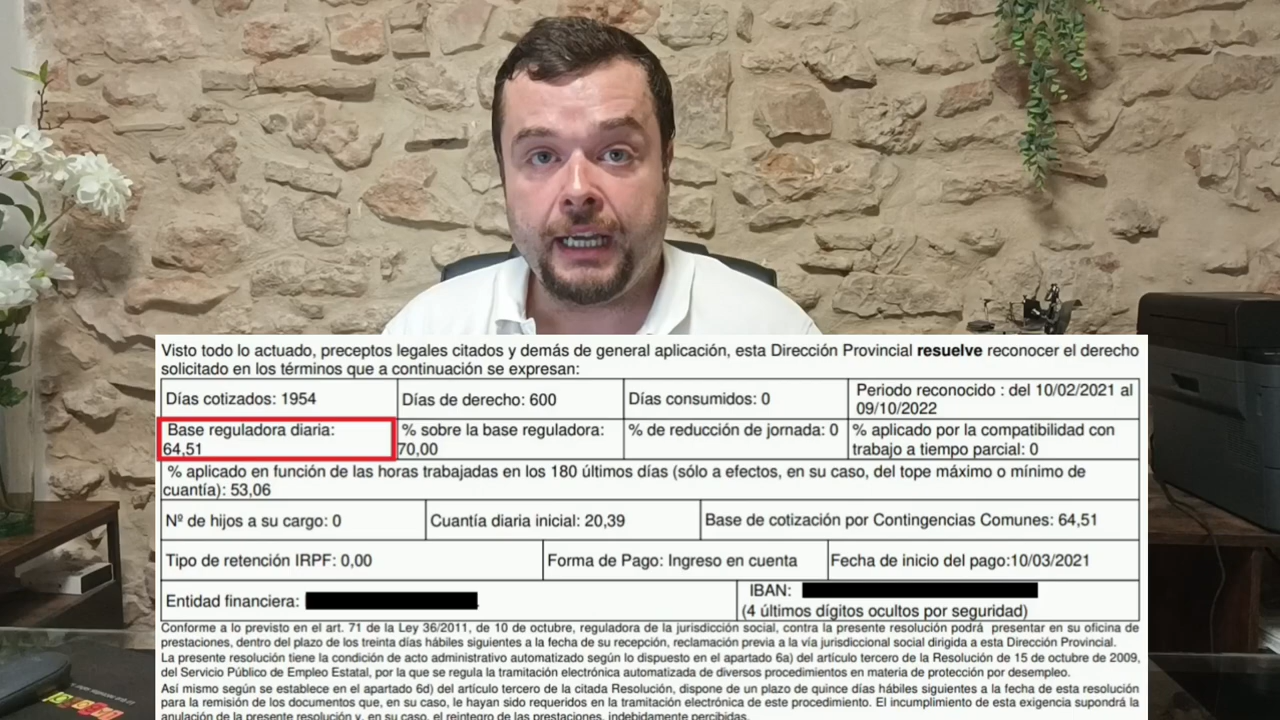 Visto todo lo actuado, preceptos legales citados y demás de general aplicación, esta Dirección Provincial resuelve reconocer el derecho
solicitado en los términos que a continuación se expresan:
Días cotizados: 1954
Días de derecho: 600
Días consumidos: 0
Periodo reconocido : del 10/02/2021 al
09/10/2022
Base reguladora diaria:
64,51
% sobre la base reguladora:
70,00
% de reducción de jornada: 0
% aplicado por la compatibilidad con
trabajo a tiempo parcial: 0
% aplicado en función de las horas trabajadas en los 180 últimos días (sólo a efectos, en su caso, del tope máximo o mínimo de
cuantía): 53,06
Nº de hijos a su cargo: 0
Cuantía diaria inicial: 20,39
Base de cotización por Contingencias Comunes: 64,51
Tipo de retención IRPF: 0,00
Forma de Pago: Ingreso en cuenta
Fecha de inicio del pago:10/03/2021
Entidad financiera:
IBAN:
(4 últimos dígitos ocultos por seguridad)
Conforme a lo previsto en el art. 71 de la Ley 36/2011, de 10 de octubre, reguladora de la jurisdicción social, contra la presente resolución podrá presentar en su oficina de
prestaciones, dentro del plazo de los treinta días hábiles siguientes a la fecha de su recepción, reclamación previa a la vía jurisdiccional social dirigida a esta Dirección Provincial.
La presente resolución tiene la condición de acto administrativo automatizado según lo dispuesto en el apartado 6a) del artículo tercero de la Resolución de 15 de octubre de 2009,
del Servicio Público de Empleo Estatal, por la que se regula la tramitación electrónica automatizada de diversos procedimientos en materia de protección por desempleo.
Así mismo según se establece en el apartado 6d) del artículo tercero de la citada Resolución, dispone de un plazo de quince días hábiles siguientes a la fecha de esta resolución
para la remisión de los documentos que, en su caso, le hayan sido requeridos en la tramitación electrónica de este procedimiento. El incumplimiento de esta exigencia supondrá la
anulación de la presente resolución y, en su caso, el reintegro de las prestaciones, indebidamente percibidas.